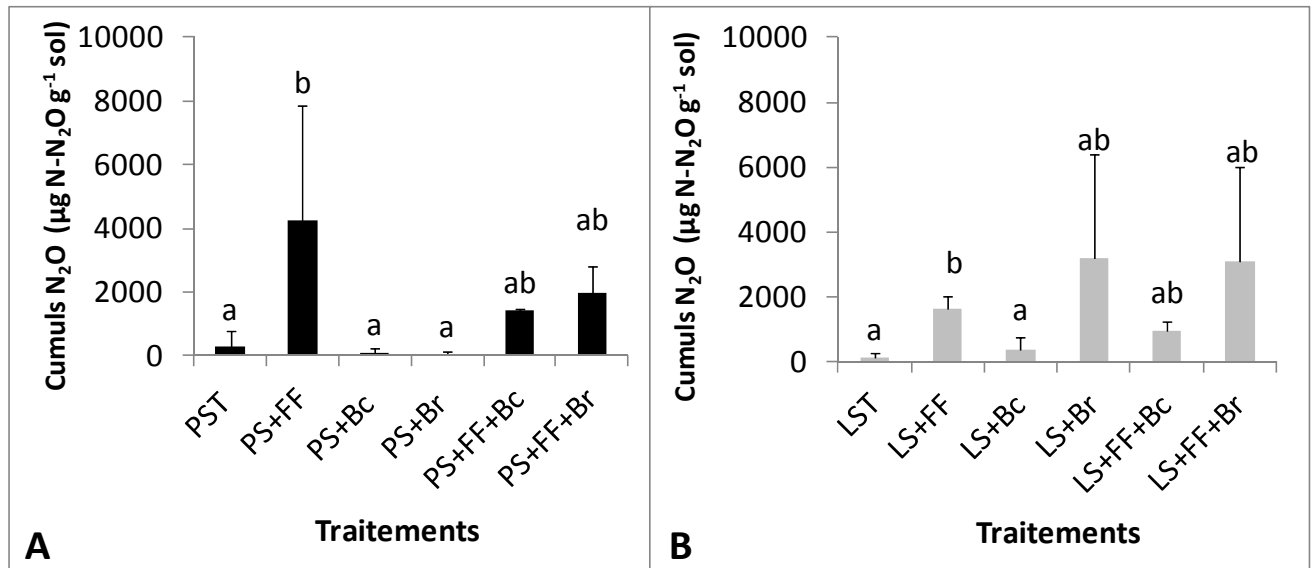 Cumuls N₂O (µg N-N₂O g⁻¹ sol)
10000
8000
6000
4000
2000
0
a
b
a
a
ab
ab
PST
PS+FF
PS+Bc
PS+Br
PS+FF+Bc
PS+FF+Br
Traitements
A
Cumuls N₂O (µg N-N₂O g⁻¹ sol)
10000
8000
6000
4000
2000
0
a
b
a
ab
ab
ab
LST
LS+FF
LS+Bc
LS+Br
LS+FF+Bc
LS+FF+Br
Traitements
B